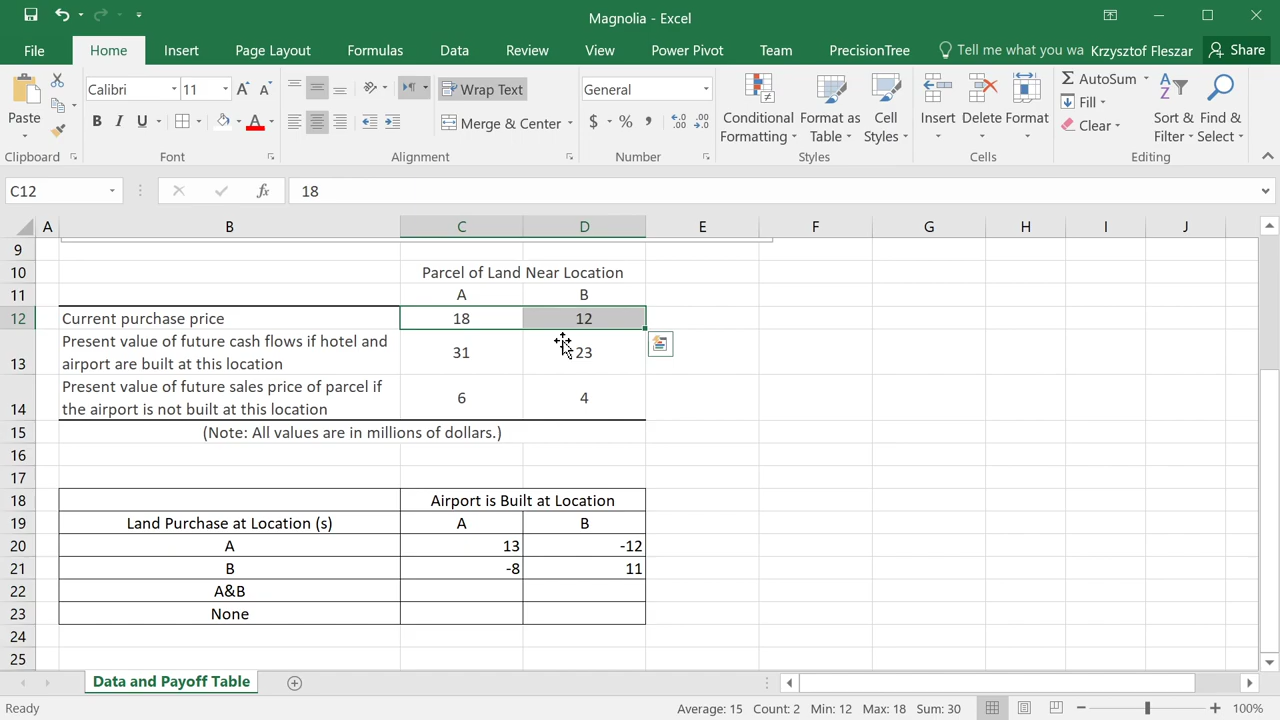 Magnolia - Excel
File Home Insert Page Layout Formulas Data Review View Power Pivot Team PrecisionTree Tell me what you wa Krzysztof Fleszar Share
Paste
Calibri 11
B I U A
Wrap Text
Merge & Center
General
$ % ,
Conditional Formatting
Format as Table
Cell Styles
Insert Delete Format
AutoSum
Fill
Clear
Sort & Filter
Find & Select
Clipboard Font Alignment Number Styles Cells Editing
C12 fx 18
A B C D E F G H I J
9
10 Parcel of Land Near Location
11 A B
12 Current purchase price 18 12
Present value of future cash flows if hotel and
13 airport are built at this location 31 23
Present value of future sales price of parcel if
14 the airport is not built at this location 6 4
15 (Note: All values are in millions of dollars.)
16
17
18 Airport is Built at Location
19 Land Purchase at Location (s) A B
20 A 13 -12
21 B -8 11
22 A&B
23 None
24
25
Data and Payoff Table
Ready Average: 15 Count: 2 Min: 12 Max: 18 Sum: 30 100%